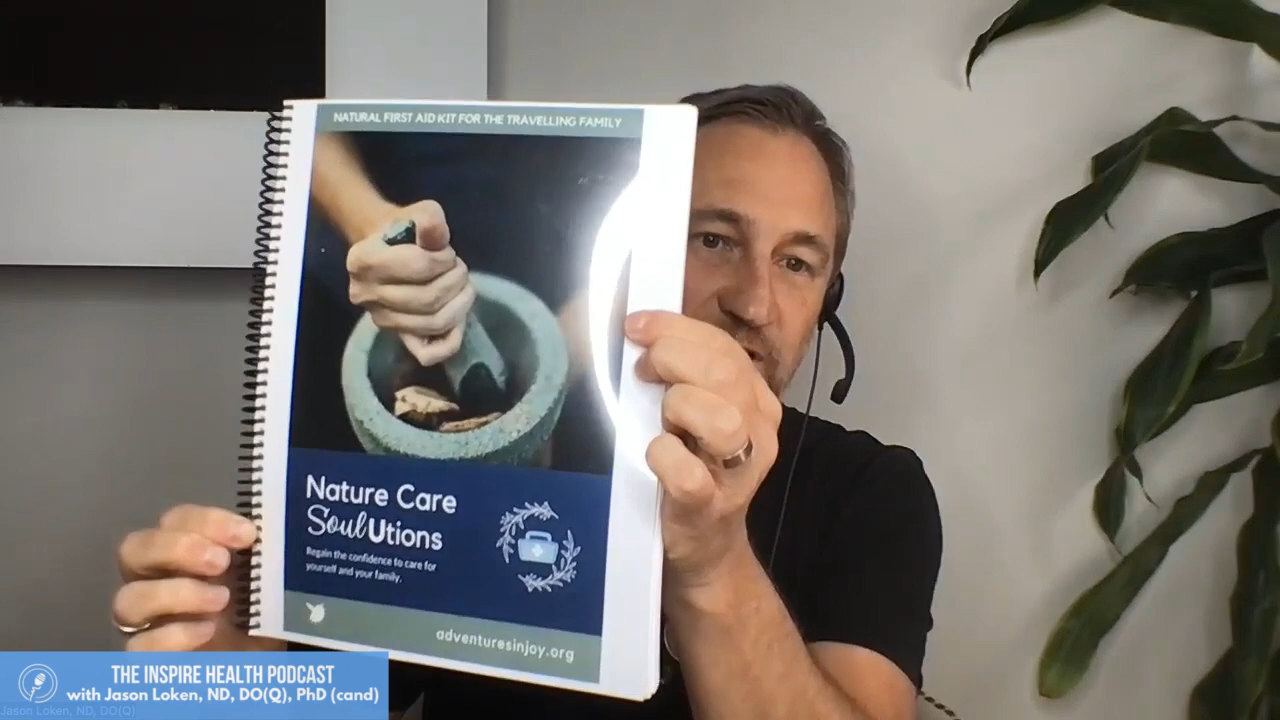 NATURAL FIRST AID KIT FOR THE TRAVELLING FAMILY
Nature Care
SoulUtions
Regain the confidence to care for
yourself and your family.
adventuresinjoy.org
THE INSPIRE HEALTH PODCAST
with Jason Loken, ND, DO(Q), PhD (cand)
Jason Loken, ND, DO(Q)